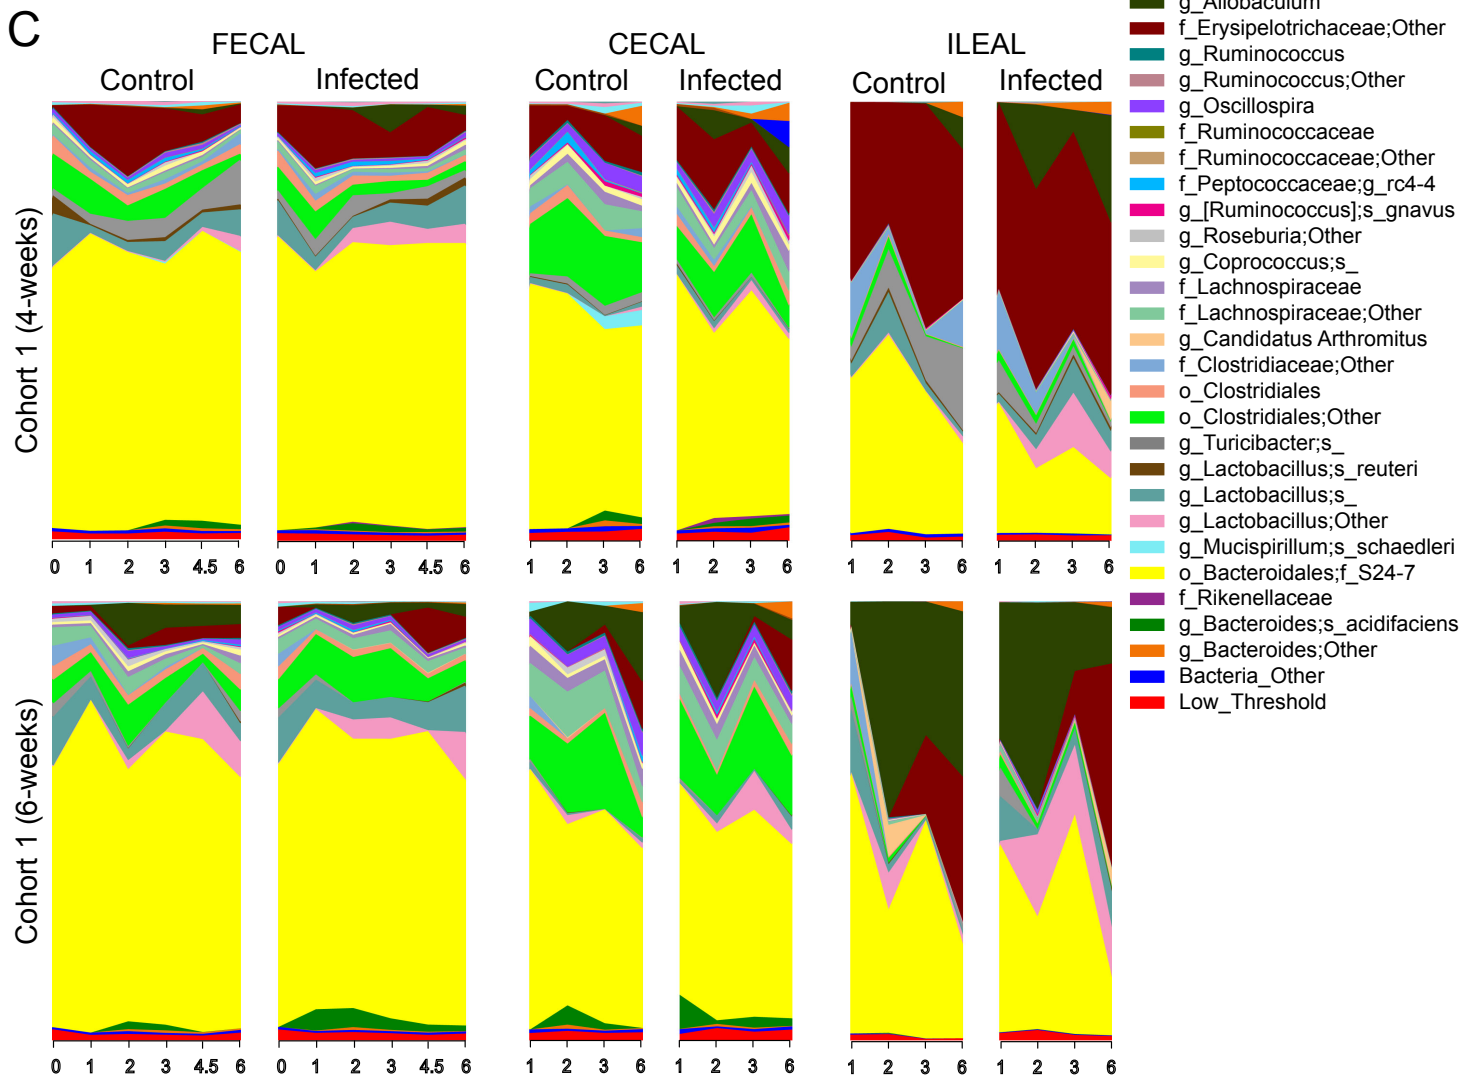 C
FECAL
CECAL
ILEAL
Control
Infected
Control
Infected
Control
Infected
Cohort 1 (4-weeks)
0 1 2 3 4.5 6
0 1 2 3 4.5 6
1 2 3 6
1 2 3 6
1 2 3 6
1 2 3 6
Cohort 1 (6-weeks)
0 1 2 3 4.5 6
0 1 2 3 4.5 6
1 2 3 6
1 2 3 6
1 2 3 6
1 2 3 6
g_Allobaculum
f_Erysipelotrichaceae;Other
g_Ruminococcus
g_Ruminococcus;Other
g_Oscillospira
f_Ruminococcaceae
f_Ruminococcaceae;Other
f_Peptococcaceae;g_rc4-4
g_[Ruminococcus];s_gnavus
g_Roseburia;Other
g_Coprococcus;s_
f_Lachnospiraceae
f_Lachnospiraceae;Other
g_Candidatus Arthromitus
f_Clostridiaceae;Other
o_Clostridiales
o_Clostridiales;Other
g_Turicibacter;s_
g_Lactobacillus;s_reuteri
g_Lactobacillus;s_
g_Lactobacillus;Other
g_Mucispirillum;s_schaedleri
o_Bacteroidales;f_S24-7
f_Rikenellaceae
g_Bacteroides;s_acidifaciens
g_Bacteroides;Other
Bacteria_Other
Low_Threshold